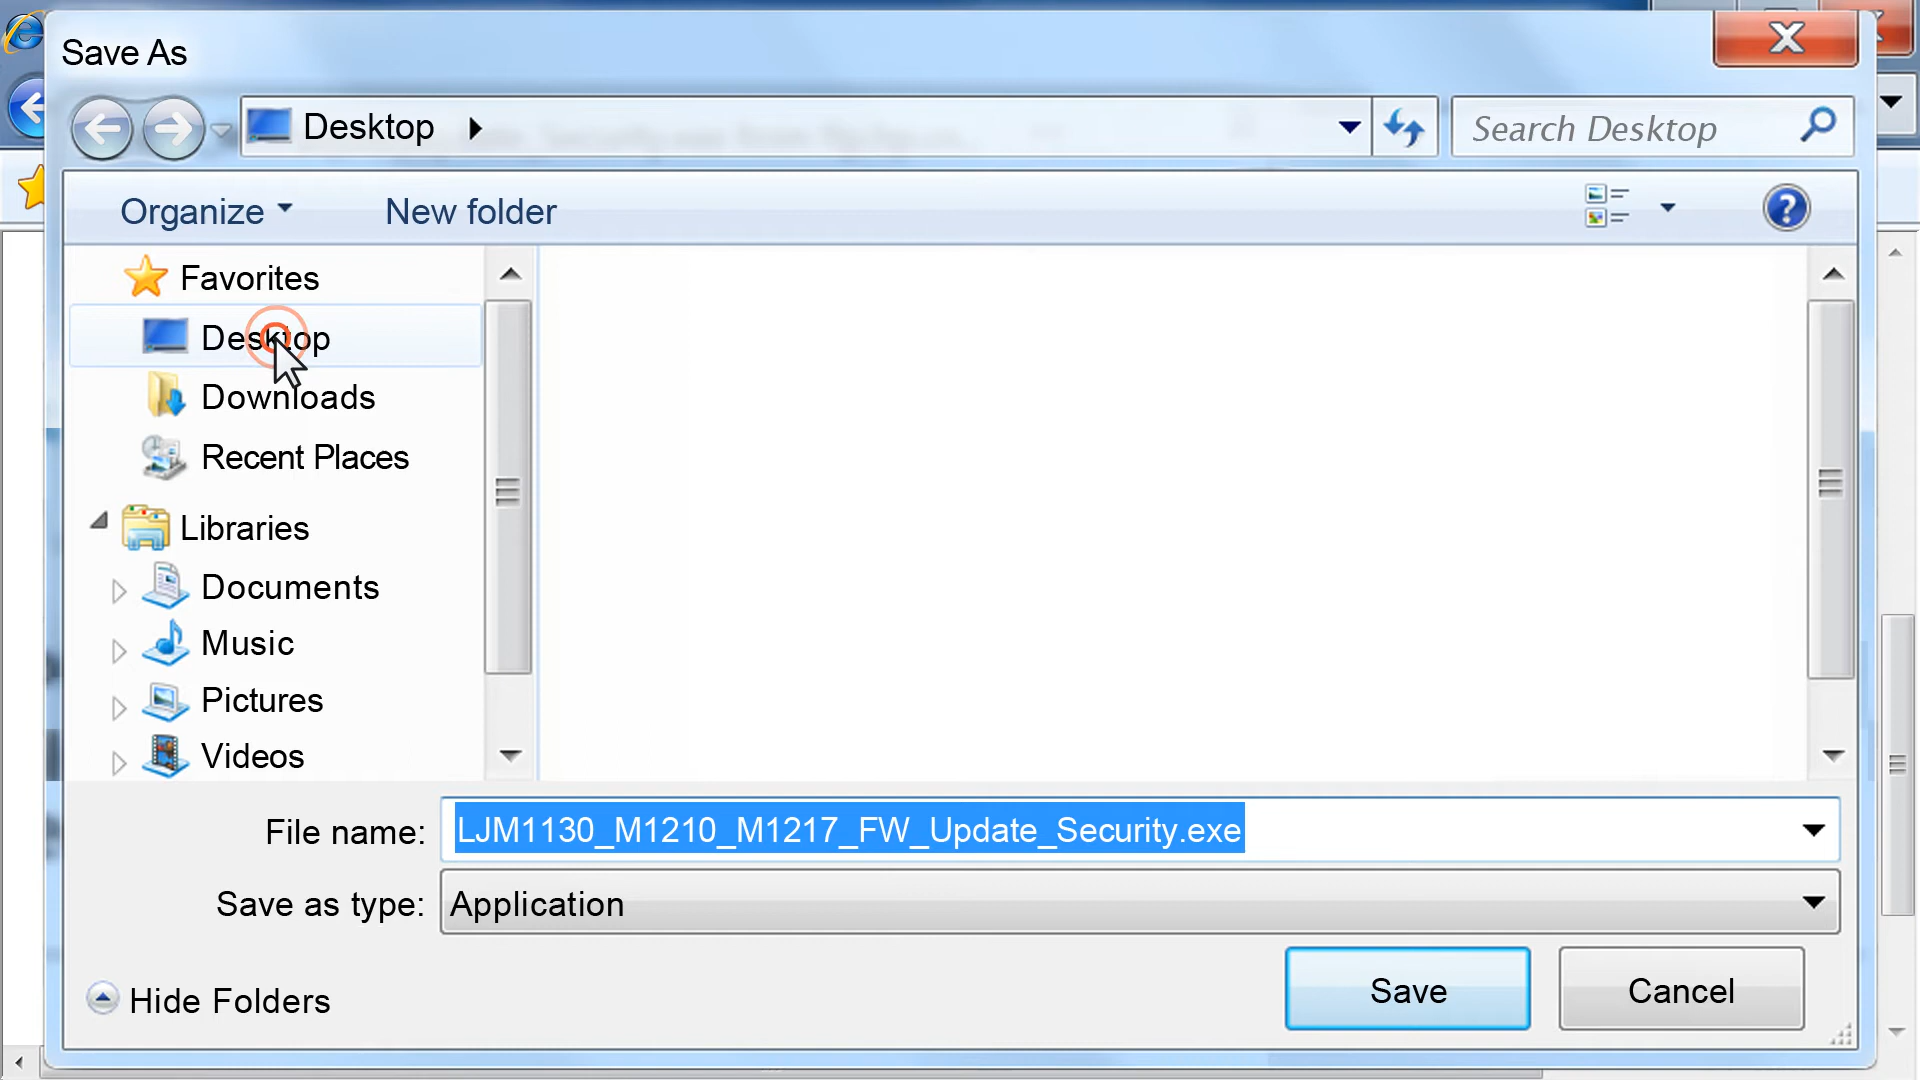 Save As
Desktop
Search Desktop
Organize
New folder
Favorites
Desktop
Downloads
Recent Places
Libraries
Documents
Music
Pictures
Videos
File name: LJM1130_M1210_M1217_FW_Update_Security.exe
Save as type: Application
Hide Folders
Save
Cancel